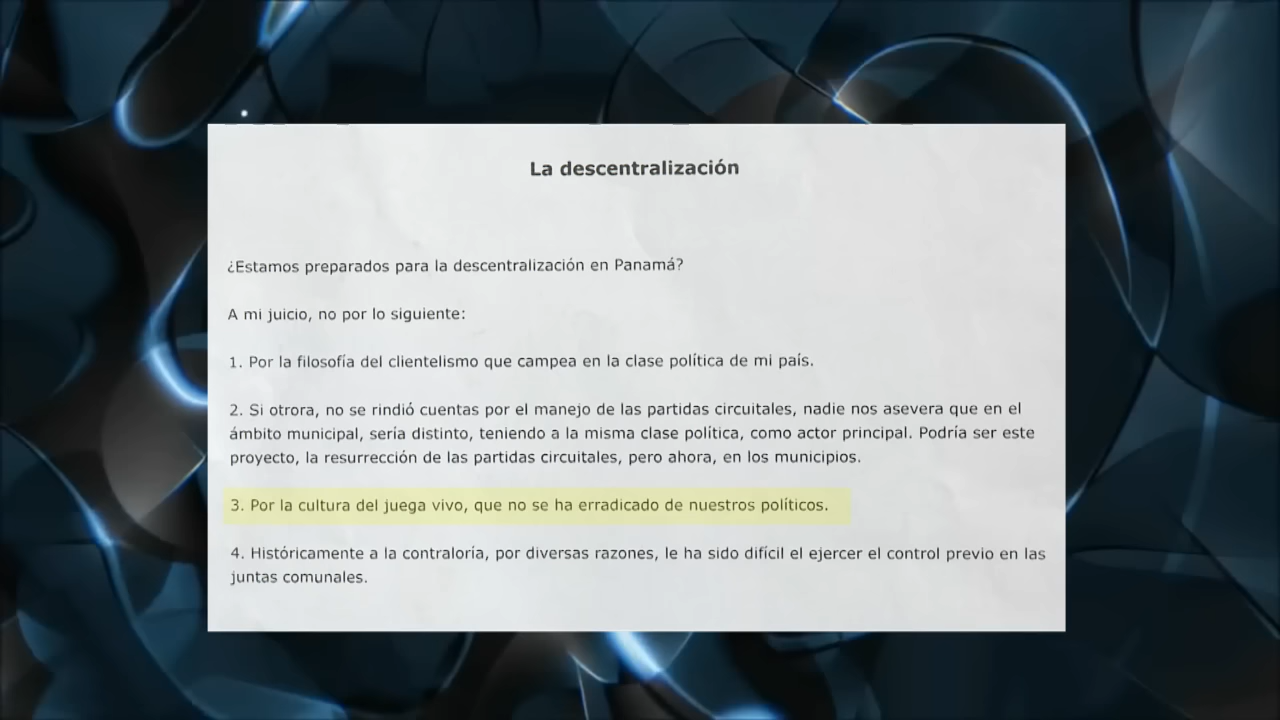 La descentralización
¿Estamos preparados para la descentralización en Panamá?
A mi juicio, no por lo siguiente:
1. Por la filosofía del clientelismo que campea en la clase política de mi país.
2. Si otrora, no se rindió cuentas por el manejo de las partidas circuitales, nadie nos asevera que en el
ámbito municipal, sería distinto, teniendo a la misma clase política, como actor principal. Podría ser este
proyecto, la resurrección de las partidas circuitales, pero ahora, en los municipios.
3. Por la cultura del juega vivo, que no se ha erradicado de nuestros políticos.
4. Históricamente a la contraloría, por diversas razones, le ha sido difícil el ejercer el control previo en las
juntas comunales.